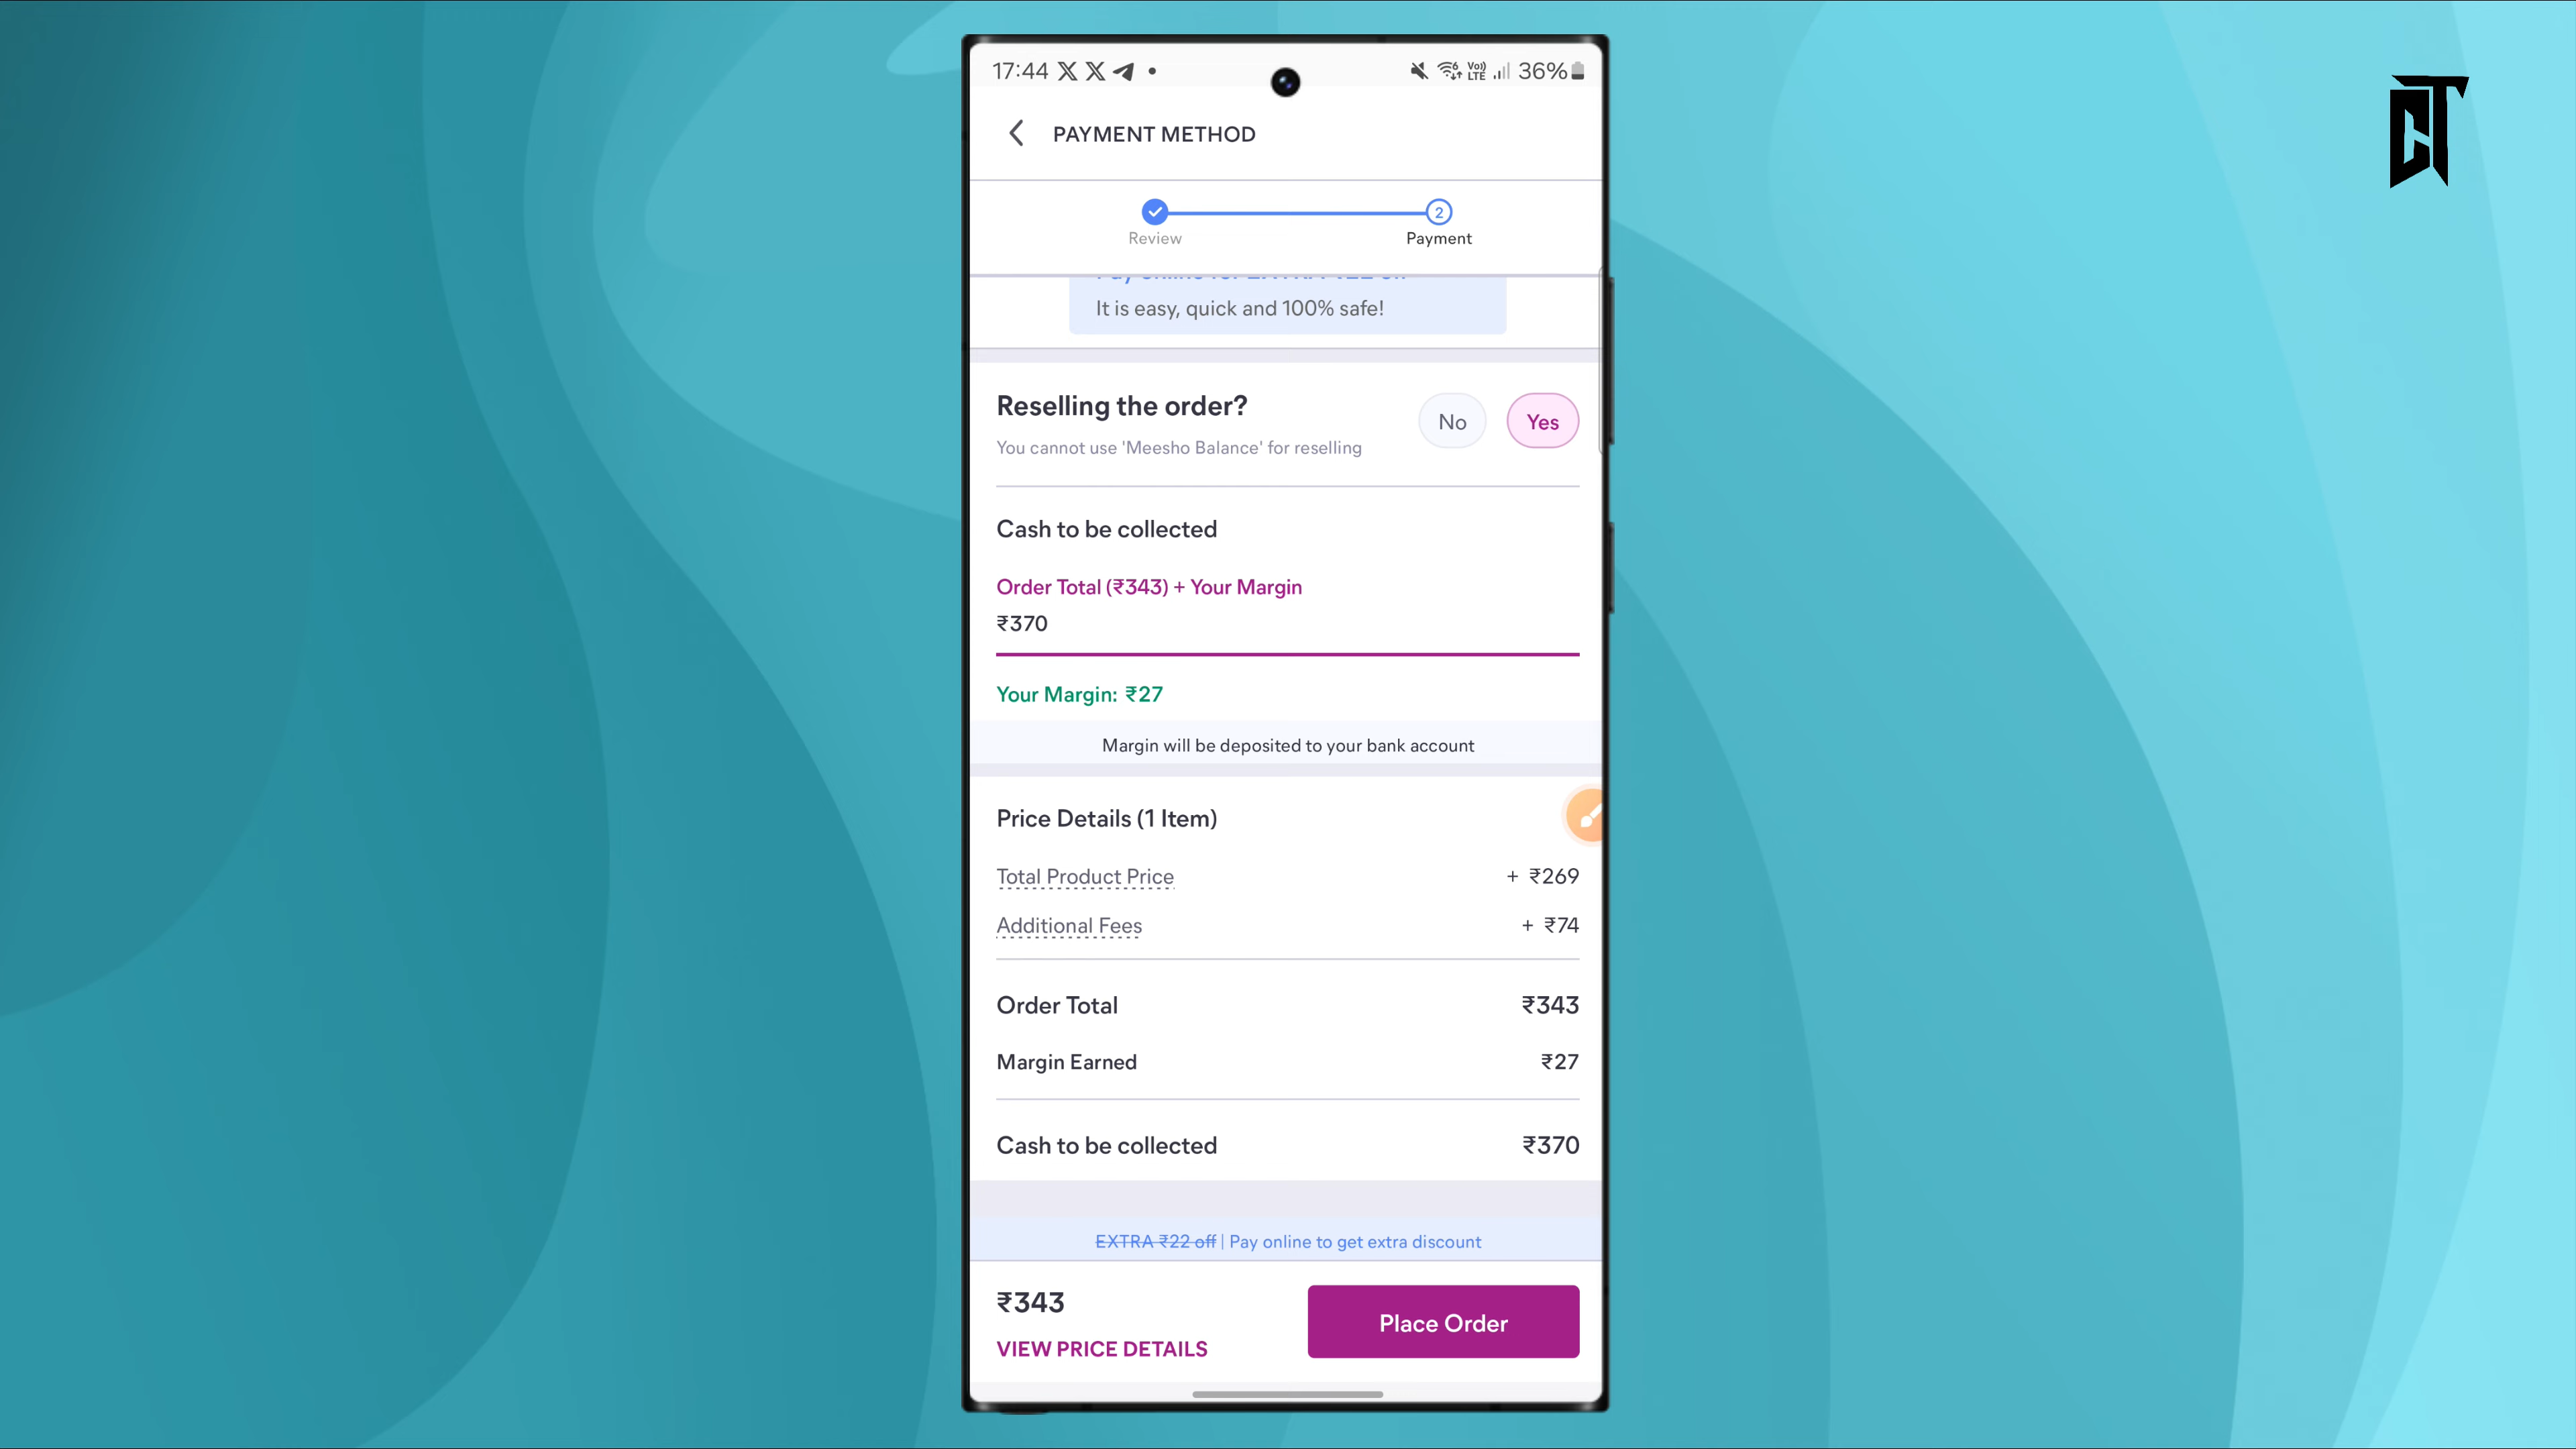 17:44
36%
PAYMENT METHOD
2
Review
Payment
It is easy, quick and 100% safe!
Reselling the order?
No
Yes
You cannot use 'Meesho Balance' for reselling
Cash to be collected
Order Total (₹343) + Your Margin
₹370
Your Margin: ₹27
Margin will be deposited to your bank account
Price Details (1 Item)
Total Product Price + ₹269
Additional Fees + ₹74
Order Total ₹343
Margin Earned ₹27
Cash to be collected ₹370
EXTRA ₹22 off | Pay online to get extra discount
₹343
VIEW PRICE DETAILS
Place Order